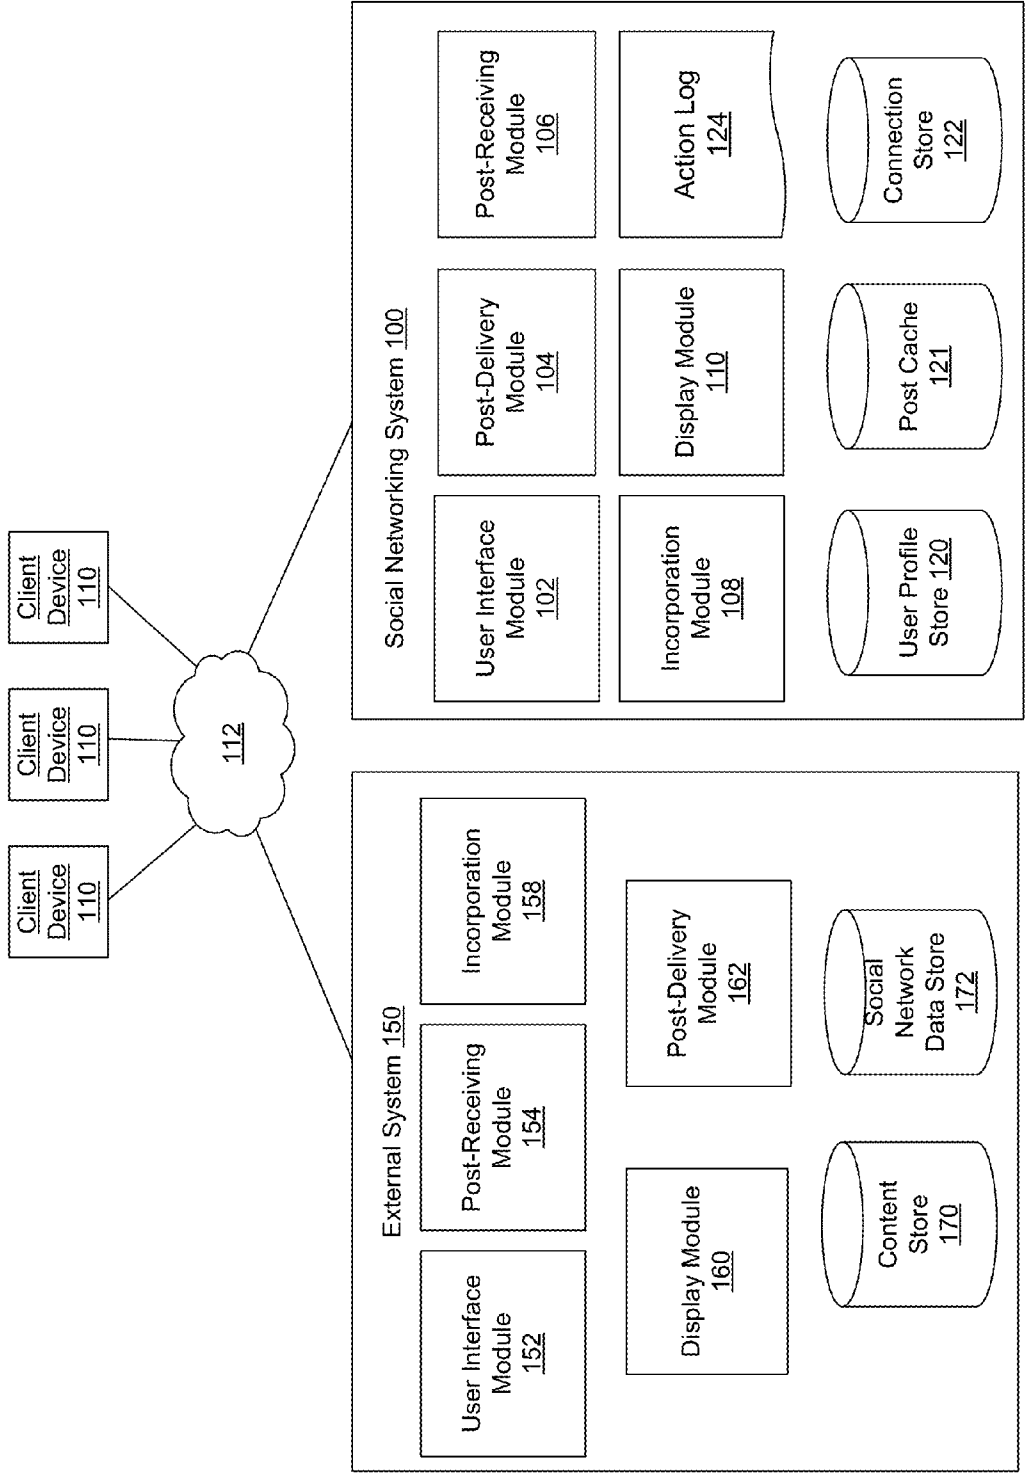 Client
Device
110
Client
Device
110
Client
Device
110
112
External System 150
User Interface
Module
152
Post-Receiving
Module
154
Incorporation
Module
158
Display Module
160
Post-Delivery
Module
162
Content
Store
170
Social
Network
Data Store
172
Social Networking System 100
User Interface
Module
102
Post-Delivery
Module
104
Post-Receiving
Module
106
Incorporation
Module
108
Display Module
110
Action Log
124
User Profile
Store 120
Post Cache
121
Connection
Store
122